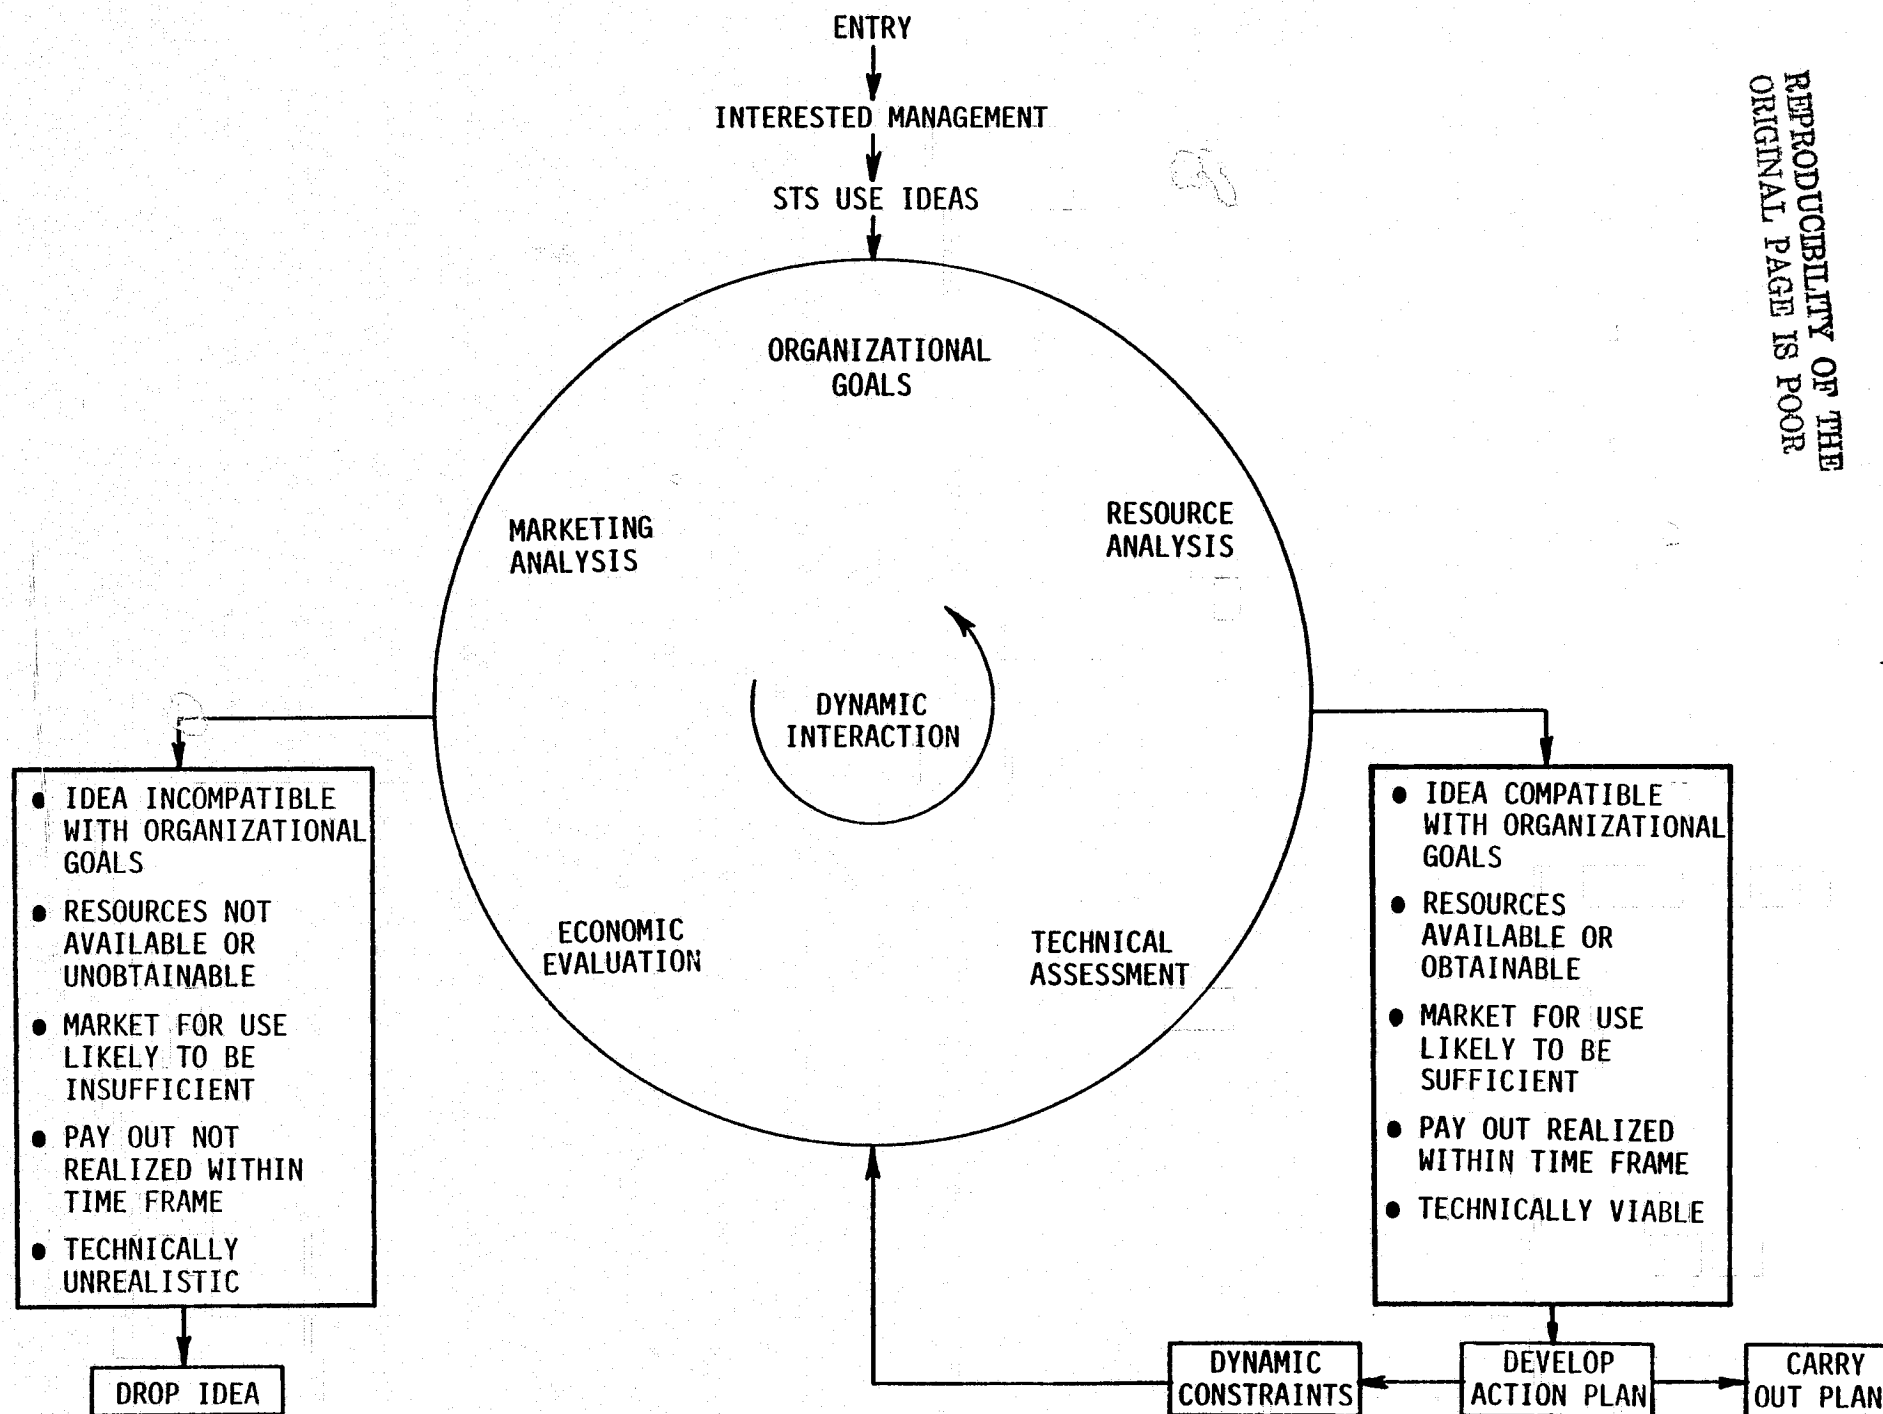 ENTRY
INTERESTED MANAGEMENT
STS USE IDEAS
REPRODUCIBILITY OF THE
ORIGINAL PAGE IS POOR
ORGANIZATIONAL
GOALS
MARKETING
ANALYSIS
RESOURCE
ANALYSIS
DYNAMIC
INTERACTION
ECONOMIC
EVALUATION
TECHNICAL
ASSESSMENT
● IDEA INCOMPATIBLE
WITH ORGANIZATIONAL
GOALS
● RESOURCES NOT
AVAILABLE OR
UNOBTAINABLE
● MARKET FOR USE
LIKELY TO BE
INSUFFICIENT
● PAY OUT NOT
REALIZED WITHIN
TIME FRAME
● TECHNICALLY
UNREALISTIC
DROP IDEA
● IDEA COMPATIBLE
WITH ORGANIZATIONAL
GOALS
● RESOURCES
AVAILABLE OR
OBTAINABLE
● MARKET FOR USE
LIKELY TO BE
SUFFICIENT
● PAY OUT REALIZED
WITHIN TIME FRAME
● TECHNICALLY VIABLE
DYNAMIC
CONSTRAINTS
DEVELOP
ACTION PLAN
CARRY
OUT PLAN